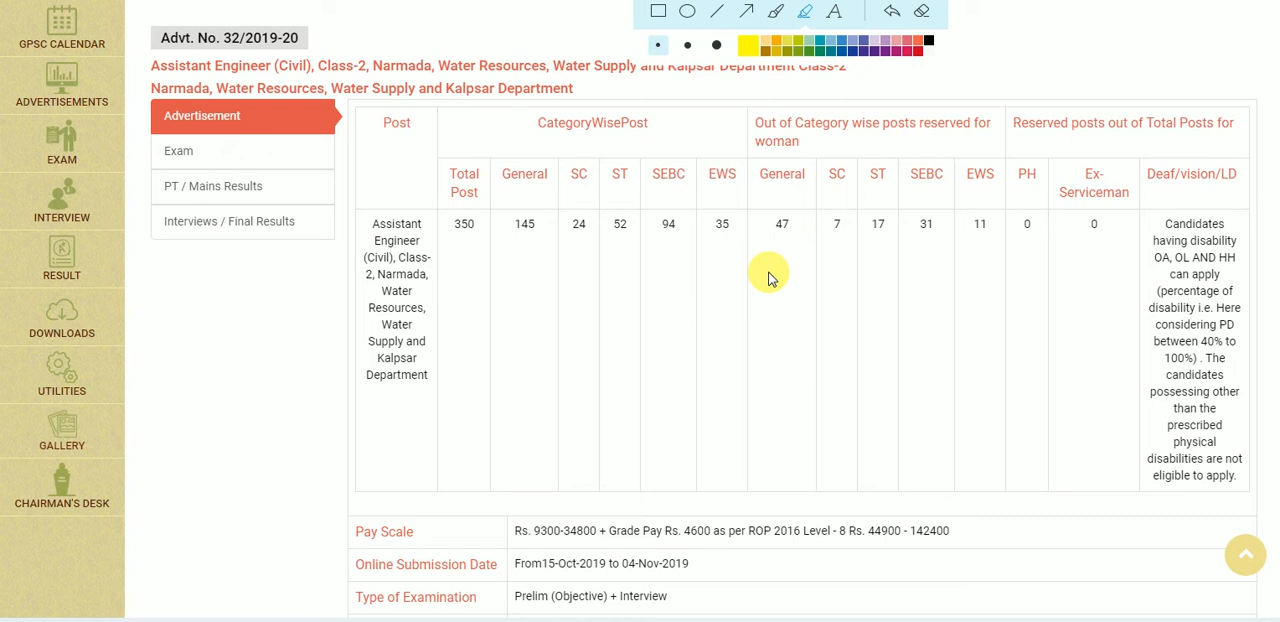 GPSC CALENDAR
ADVERTISEMENTS
EXAM
INTERVIEW
RESULT
DOWNLOADS
UTILITIES
GALLERY
CHAIRMAN'S DESK
A
Advt. No. 32/2019-20
Assistant Engineer (Civil), Class-2, Narmada, Water Resources, Water Supply and Kalpsar Department Class-2
Narmada, Water Resources, Water Supply and Kalpsar Department
Advertisement
Exam
PT / Mains Results
Interviews / Final Results
Post
CategoryWisePost
Out of Category wise posts reserved for
woman
Reserved posts out of Total Posts for
Total
Post
General
SC
ST
SEBC
EWS
General
SC
ST
SEBC
EWS
PH
Ex-
Serviceman
Deaf/vision/LD
Assistant
Engineer
(Civil), Class-
2, Narmada,
Water
Resources,
Water
Supply and
Kalpsar
Department
350
145
24
52
94
35
47
7
17
31
11
0
0
Candidates
having disability
OA, OL AND HH
can apply
(percentage of
disability i.e. Here
considering PD
between 40% to
100%) . The
candidates
possessing other
than the
prescribed
physical
disabilities are not
eligible to apply.
Pay Scale
Rs. 9300-34800 + Grade Pay Rs. 4600 as per ROP 2016 Level - 8 Rs. 44900 - 142400
Online Submission Date
From15-Oct-2019 to 04-Nov-2019
Type of Examination
Prelim (Objective) + Interview